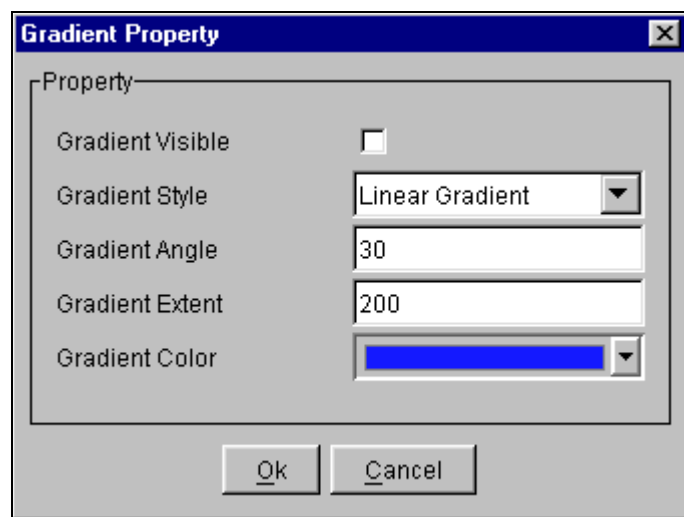 Gradient Property
Property
Gradient Visible
Gradient Style Linear Gradient
Gradient Angle 30
Gradient Extent 200
Gradient Color
Ok Cancel